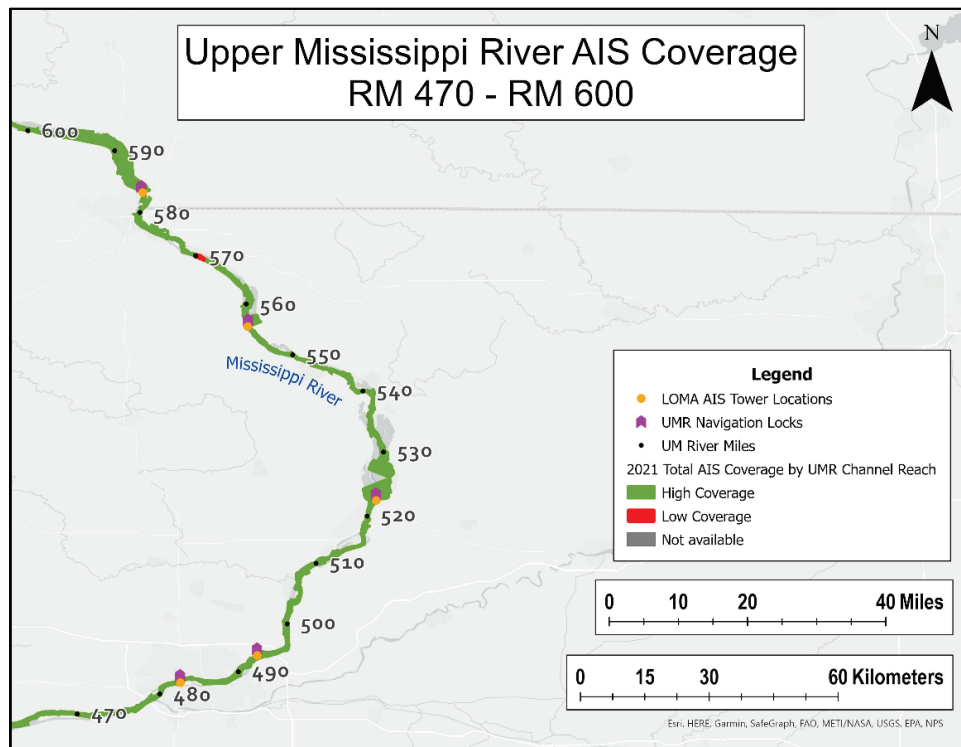 Upper Mississippi River AIS Coverage
RM 470 - RM 600
N
600
590
580
570
560
550
Mississippi River
540
530
520
510
500
490
480
470
Legend
LOMA AIS Tower Locations
UMR Navigation Locks
UM River Miles
2021 Total AIS Coverage by UMR Channel Reach
High Coverage
Low Coverage
Not available
0 10 20 40 Miles
0 15 30 60 Kilometers
Esri, HERE, Garmin, SafeGraph, FAO, METI/NASA, USGS, EPA, NPS